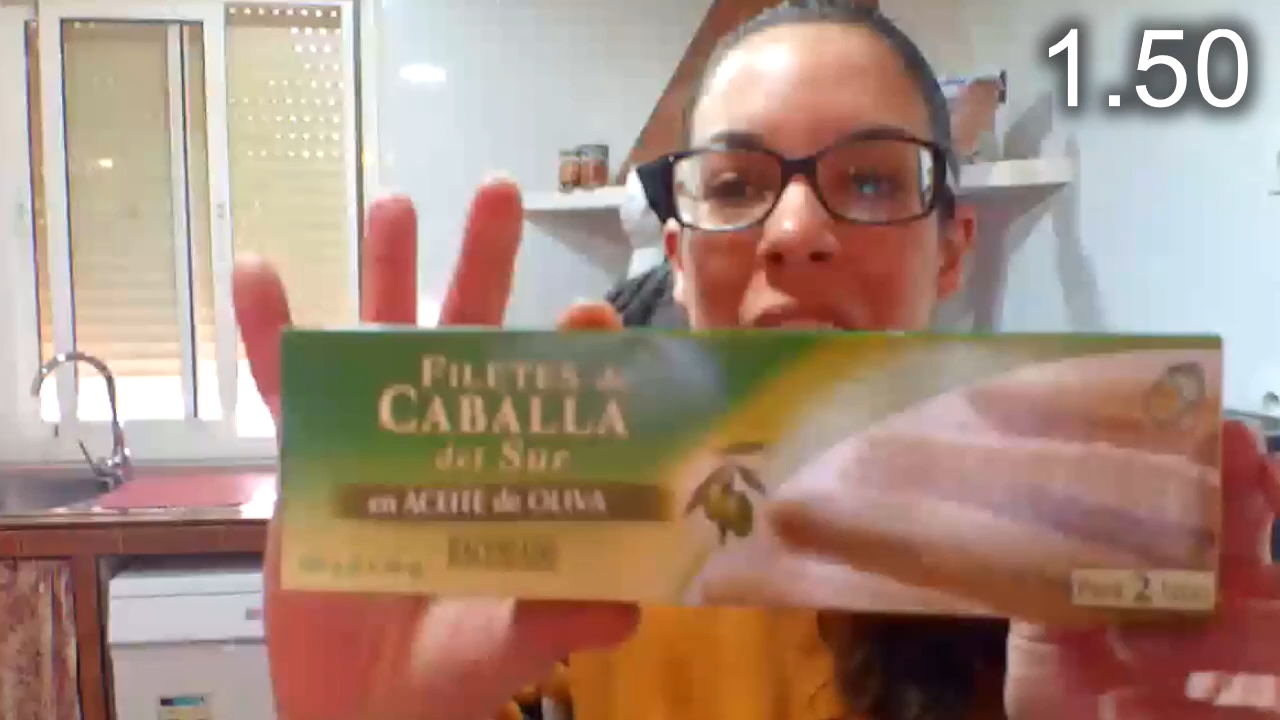 1.50
FILETES de
CABALLA
del Sur
en ACEITE de OLIVA
Pack 2